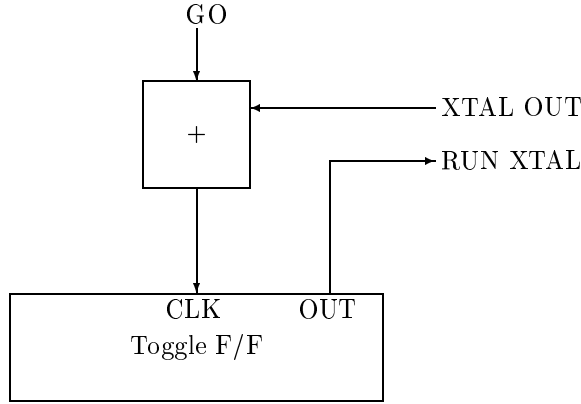 GO
XTAL OUT
+
RUN XTAL
CLK OUT
Toggle F/F